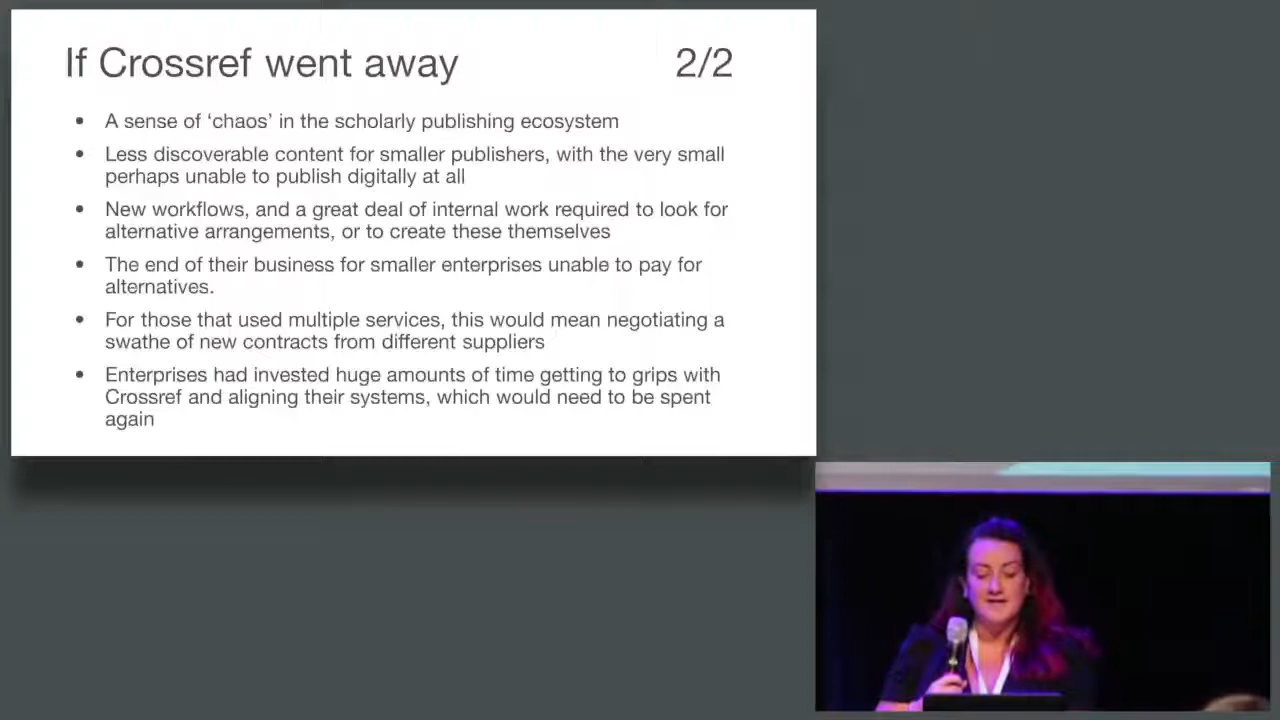 If Crossref went away 2/2
• A sense of ‘chaos’ in the scholarly publishing ecosystem
• Less discoverable content for smaller publishers, with the very small
perhaps unable to publish digitally at all
• New workflows, and a great deal of internal work required to look for
alternative arrangements, or to create these themselves
• The end of their business for smaller enterprises unable to pay for
alternatives.
• For those that used multiple services, this would mean negotiating a
swathe of new contracts from different suppliers
• Enterprises had invested huge amounts of time getting to grips with
Crossref and aligning their systems, which would need to be spent
again